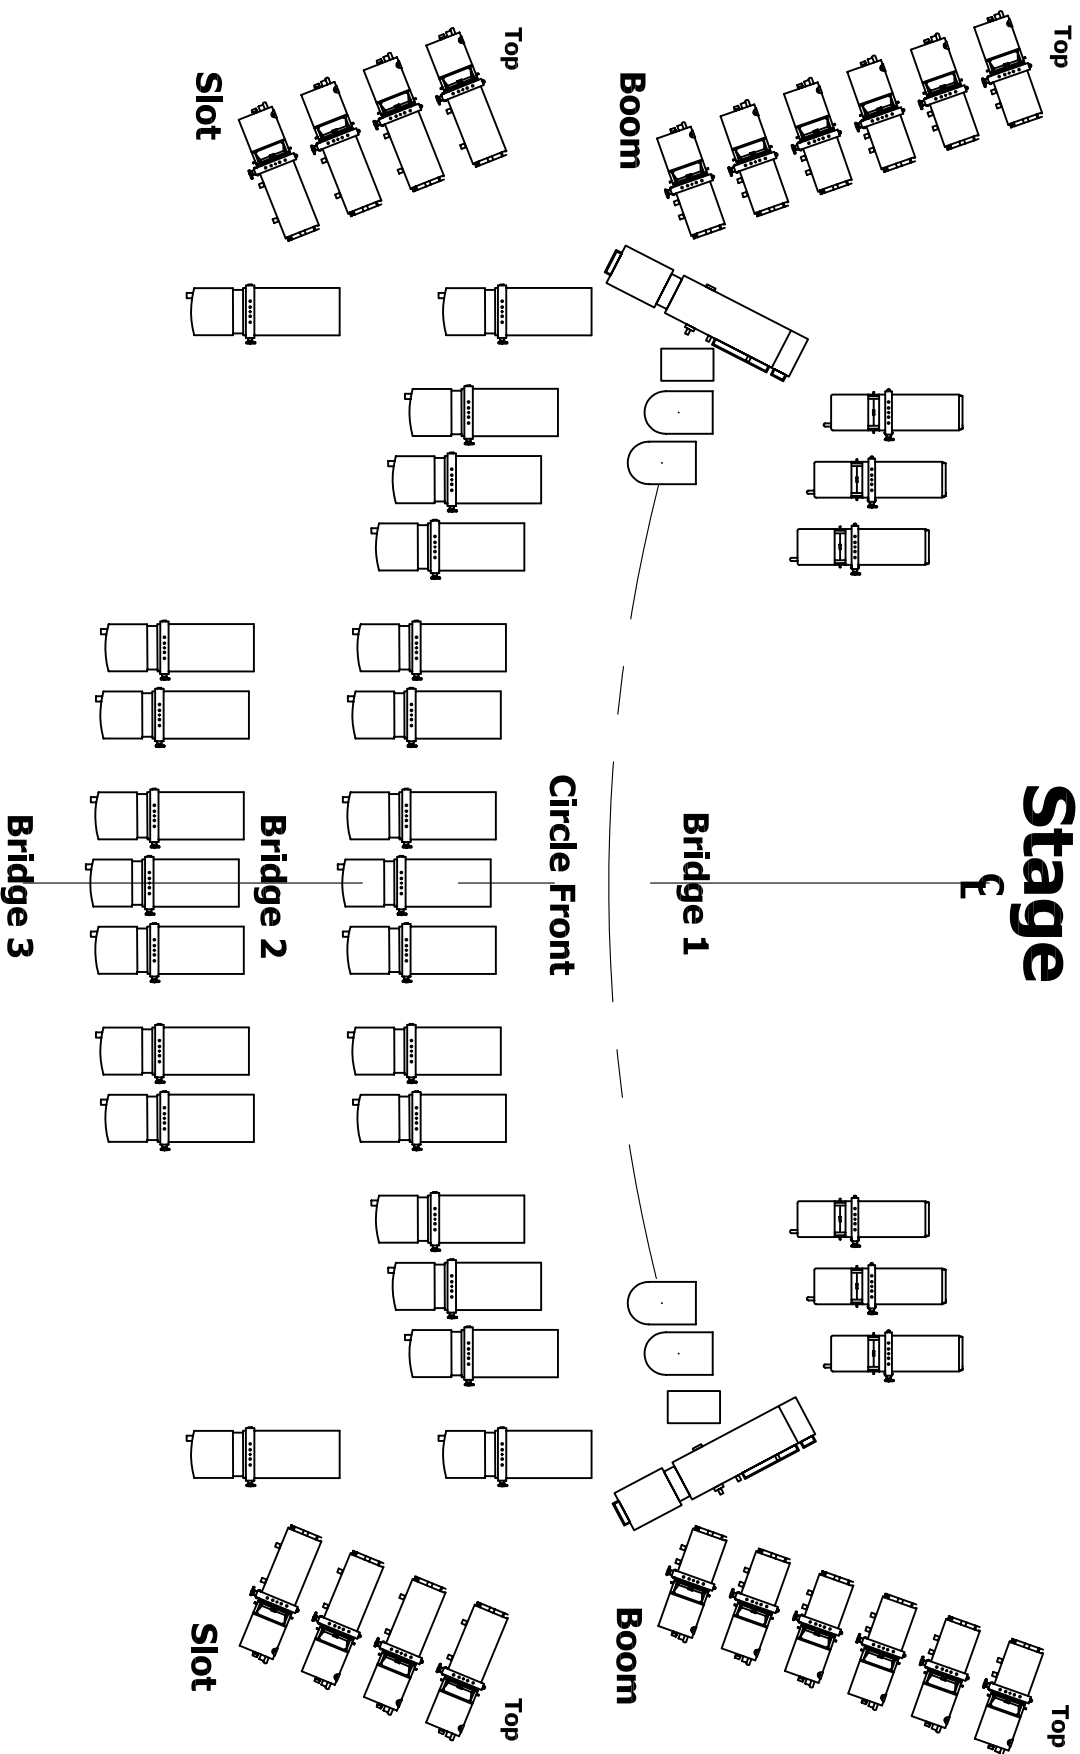 Top
Stage
Top
C
L
Bridge 1
Boom
Boom
Circle Front
Top
Top
Bridge 2
Slot
Slot
Bridge 3